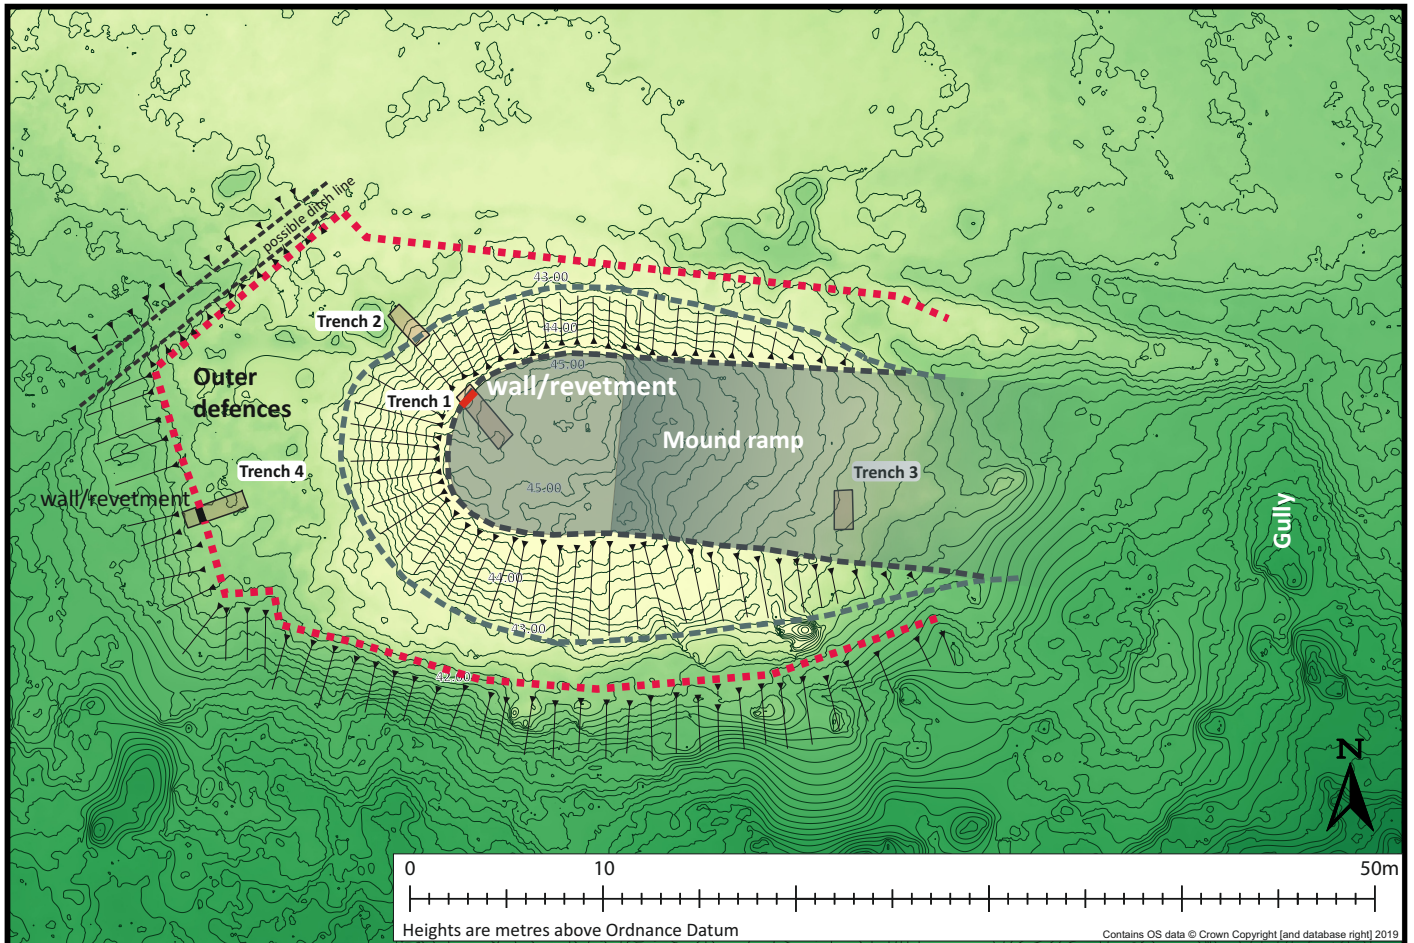 possible ditch line
43.00
Trench 2
44.00
45.00
Outer
defences
wall/revetment
Trench 1
Mound ramp
Trench 4
Trench 3
45.00
wall/revetment
Gully
44.00
43.00
42.00
N
0 10 50m
Heights are metres above Ordnance Datum
Contains OS data © Crown Copyright [and database right] 2019